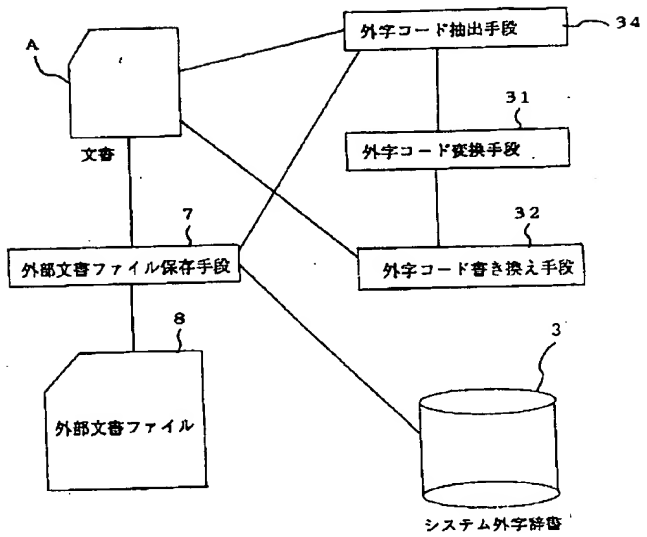 外字コード抽出手段
34
A
31
文書
外字コード変換手段
7
32
外部文書ファイル保存手段
外字コード書き換え手段
8
3
外部文書ファイル
システム外字辞書